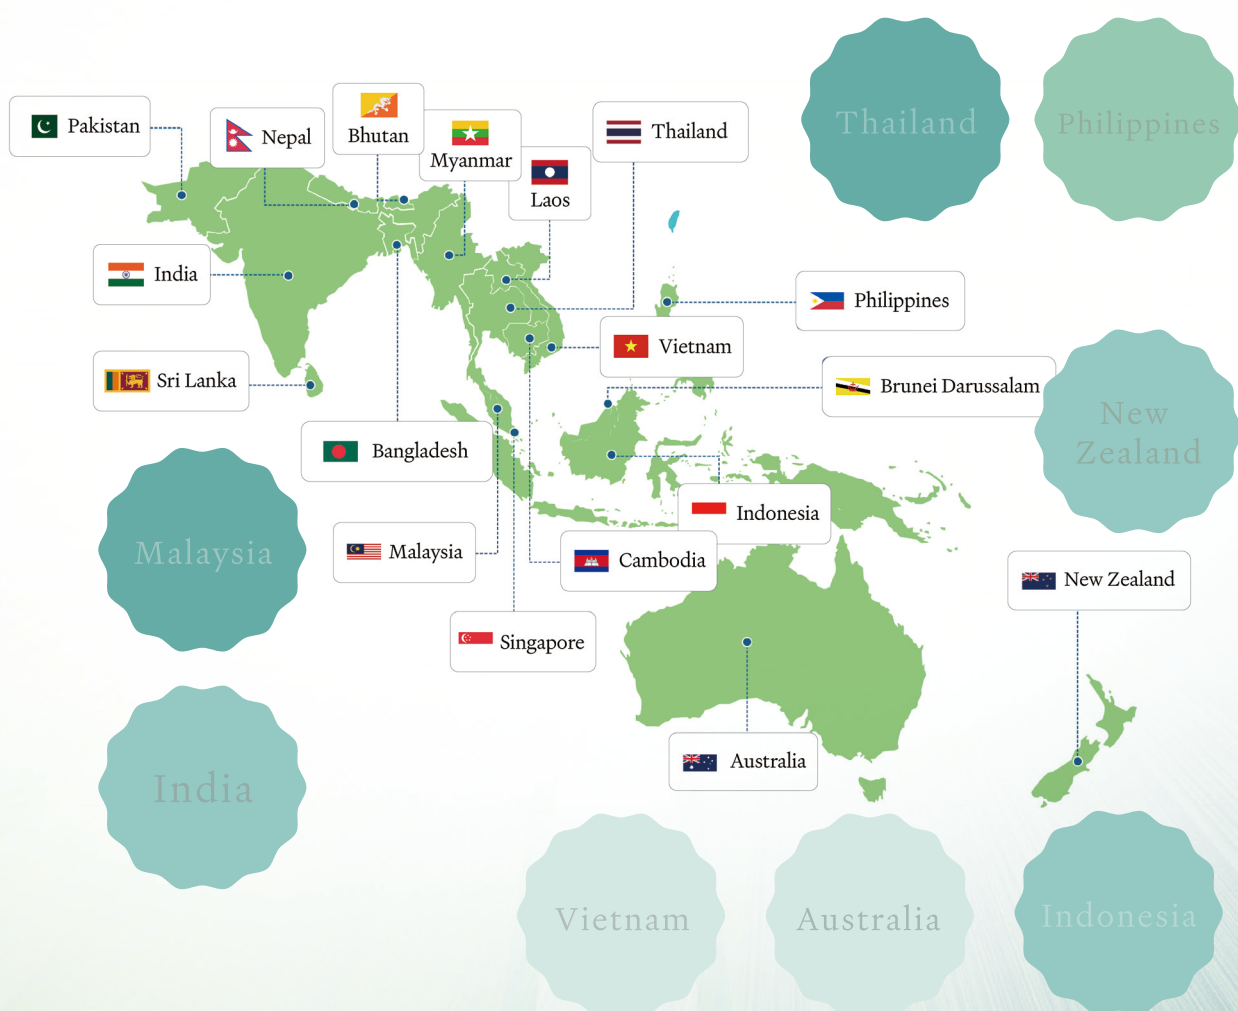 Thailand
Philippines
Pakistan
Nepal
Bhutan
Myanmar
Laos
Thailand
India
Philippines
Vietnam
Sri Lanka
Brunei Darussalam
New
Zealand
Bangladesh
Indonesia
Malaysia
Malaysia
Cambodia
New Zealand
Singapore
Australia
India
Vietnam
Australia
Indonesia